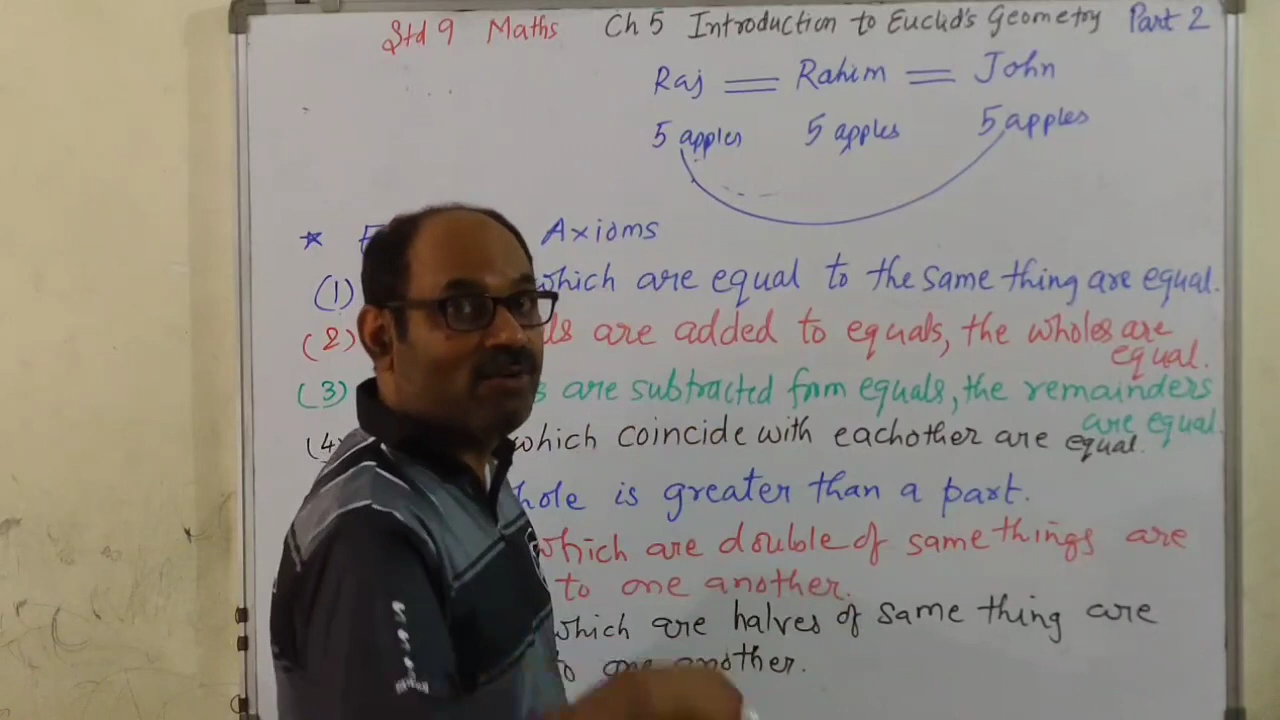 Std 9 Maths Ch 5 Introduction to Euclid's Geometry Part 2
Raj = Rahim = John
5 apples 5 apples 5 apples
* Axioms
(1) which are equal to the same thing are equal.
(2) are added to equals, the wholes are
equal.
(3) are subtracted from equals, the remainders
are equal.
(4) which coincide with eachother are equal.
is greater than a part.
which are double of same things are
to one another.
which are halves of same thing are
to one another.